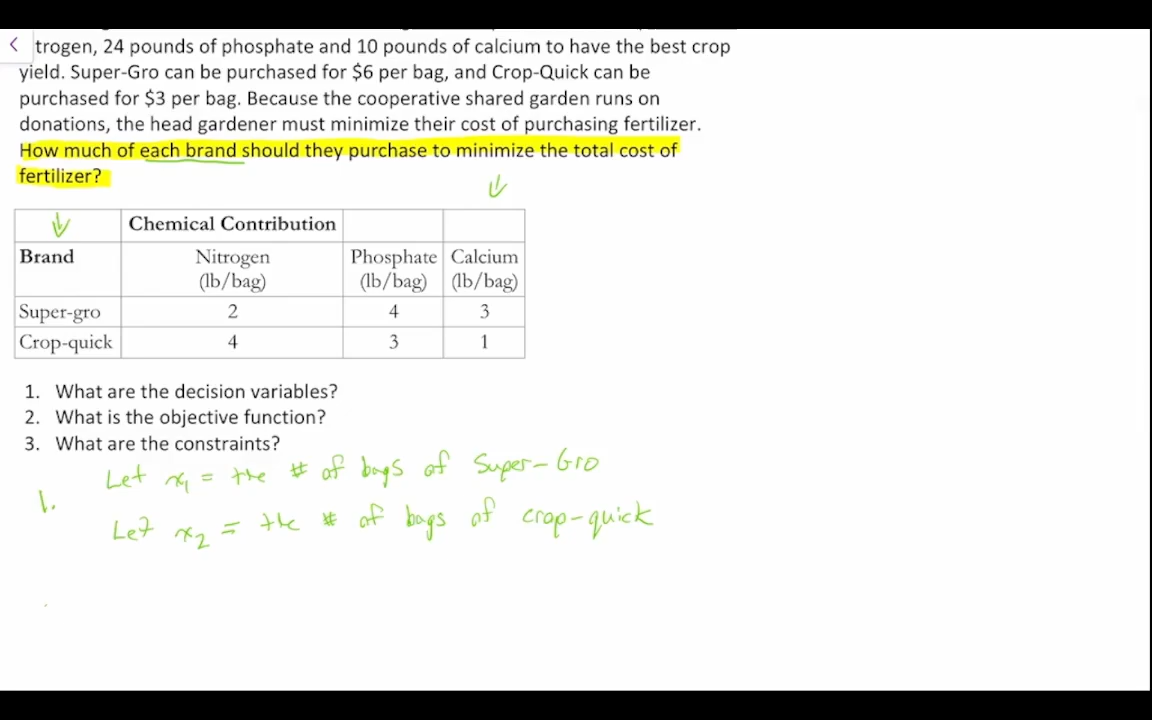 trogen, 24 pounds of phosphate and 10 pounds of calcium to have the best crop
yield. Super-Gro can be purchased for $6 per bag, and Crop-Quick can be
purchased for $3 per bag. Because the cooperative shared garden runs on
donations, the head gardener must minimize their cost of purchasing fertilizer.
How much of each brand should they purchase to minimize the total cost of
fertilizer?
Chemical Contribution
Brand Nitrogen (lb/bag) Phosphate (lb/bag) Calcium (lb/bag)
Super-gro 2 4 3
Crop-quick 4 3 1
1. What are the decision variables?
2. What is the objective function?
3. What are the constraints?
1. Let x₁ = the # of bags of Super-Gro
Let x₂ = the # of bags of crop-quick